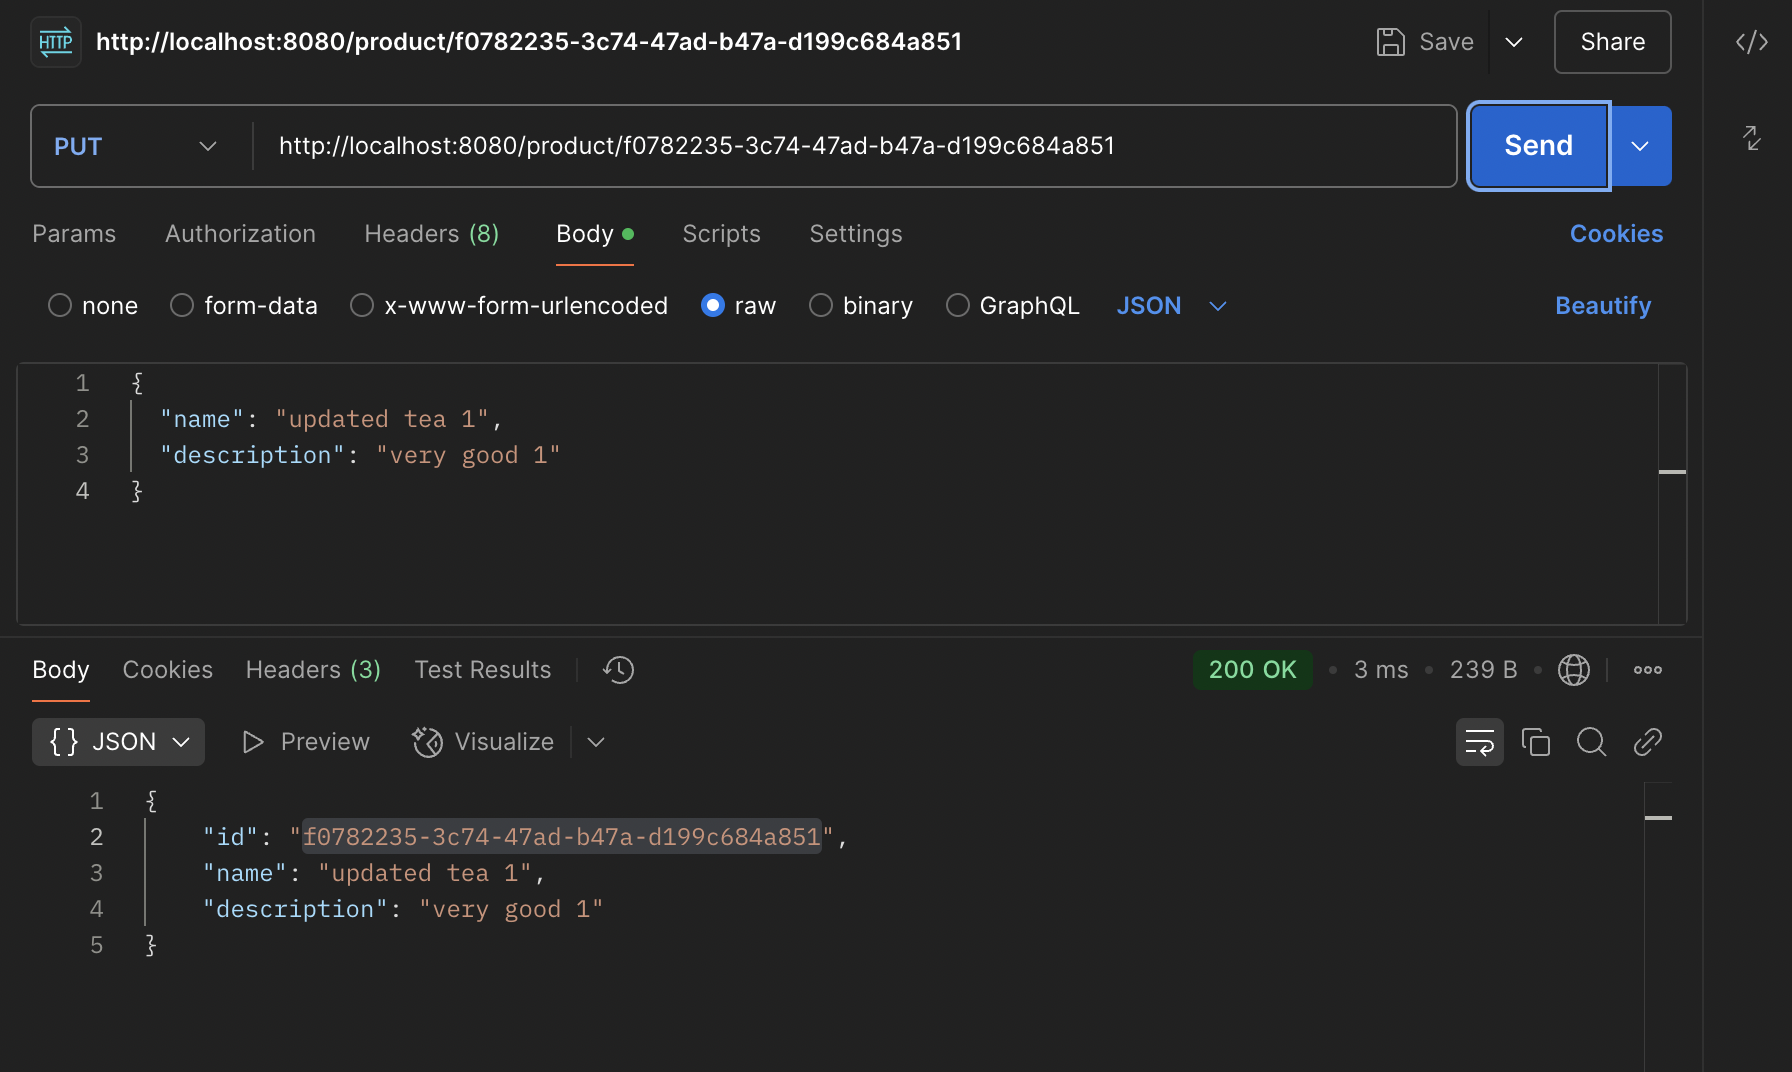 HTTP http://localhost:8080/product/f0782235-3c74-47ad-b47a-d199c684a851 Save Share </>
PUT http://localhost:8080/product/f0782235-3c74-47ad-b47a-d199c684a851 Send
Params Authorization Headers (8) Body Scripts Settings Cookies
none form-data x-www-form-urlencoded raw binary GraphQL JSON Beautify
1 {
2 "name": "updated tea 1",
3 "description": "very good 1"
4 }
Body Cookies Headers (3) Test Results 200 OK • 3 ms • 239 B •
{} JSON Preview Visualize
1 {
2 "id": "f0782235-3c74-47ad-b47a-d199c684a851",
3 "name": "updated tea 1",
4 "description": "very good 1"
5 }